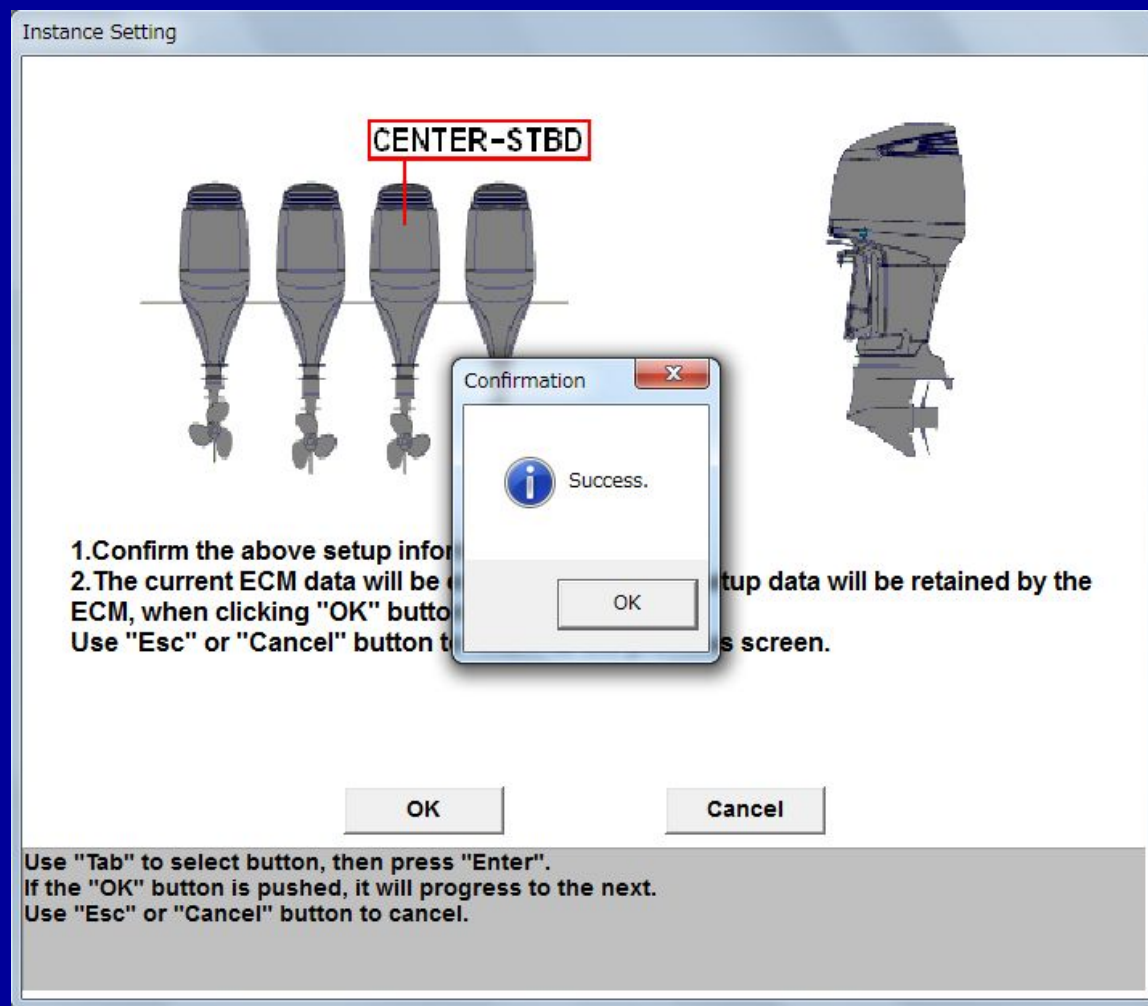 Instance Setting
CENTER-STBD
Confirmation
Success.
OK
1.Confirm the above setup
2.The current ECM data will be tup data will be retained by the
ECM, when clicking "OK"
Use "Esc" or "Cancel" button s screen.
OK Cancel
Use "Tab" to select button, then press "Enter".
If the "OK" button is pushed, it will progress to the next.
Use "Esc" or "Cancel" button to cancel.